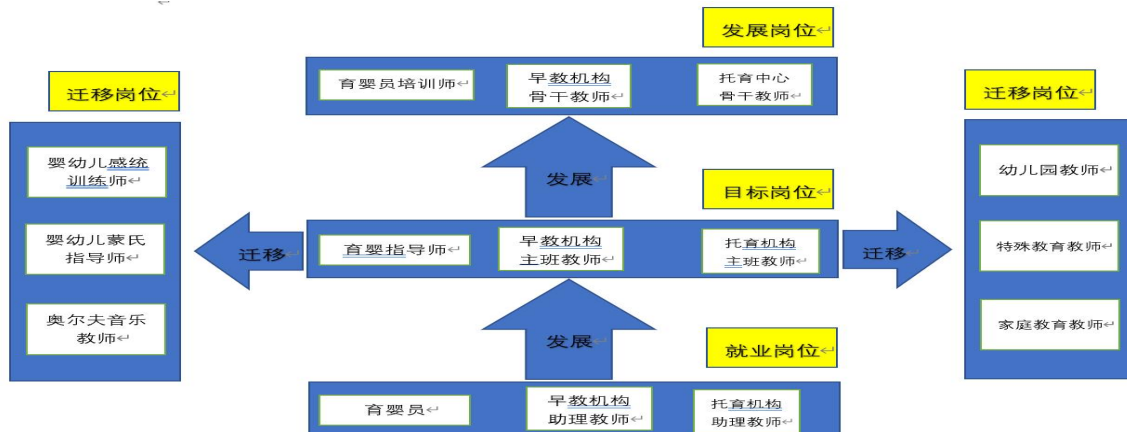 发展岗位
育婴员培训师
早教机构
骨干教师
托育中心
骨干教师
迁移岗位
婴幼儿感统
训练师
婴幼儿蒙氏
指导师
奥尔夫音乐
教师
发展
目标岗位
迁移
育婴指导师
早教机构
主班教师
托育机构
主班教师
迁移
迁移岗位
幼儿园教师
特殊教育教师
家庭教育教师
发展
就业岗位
育婴员
早教机构
助理教师
托育机构
助理教师